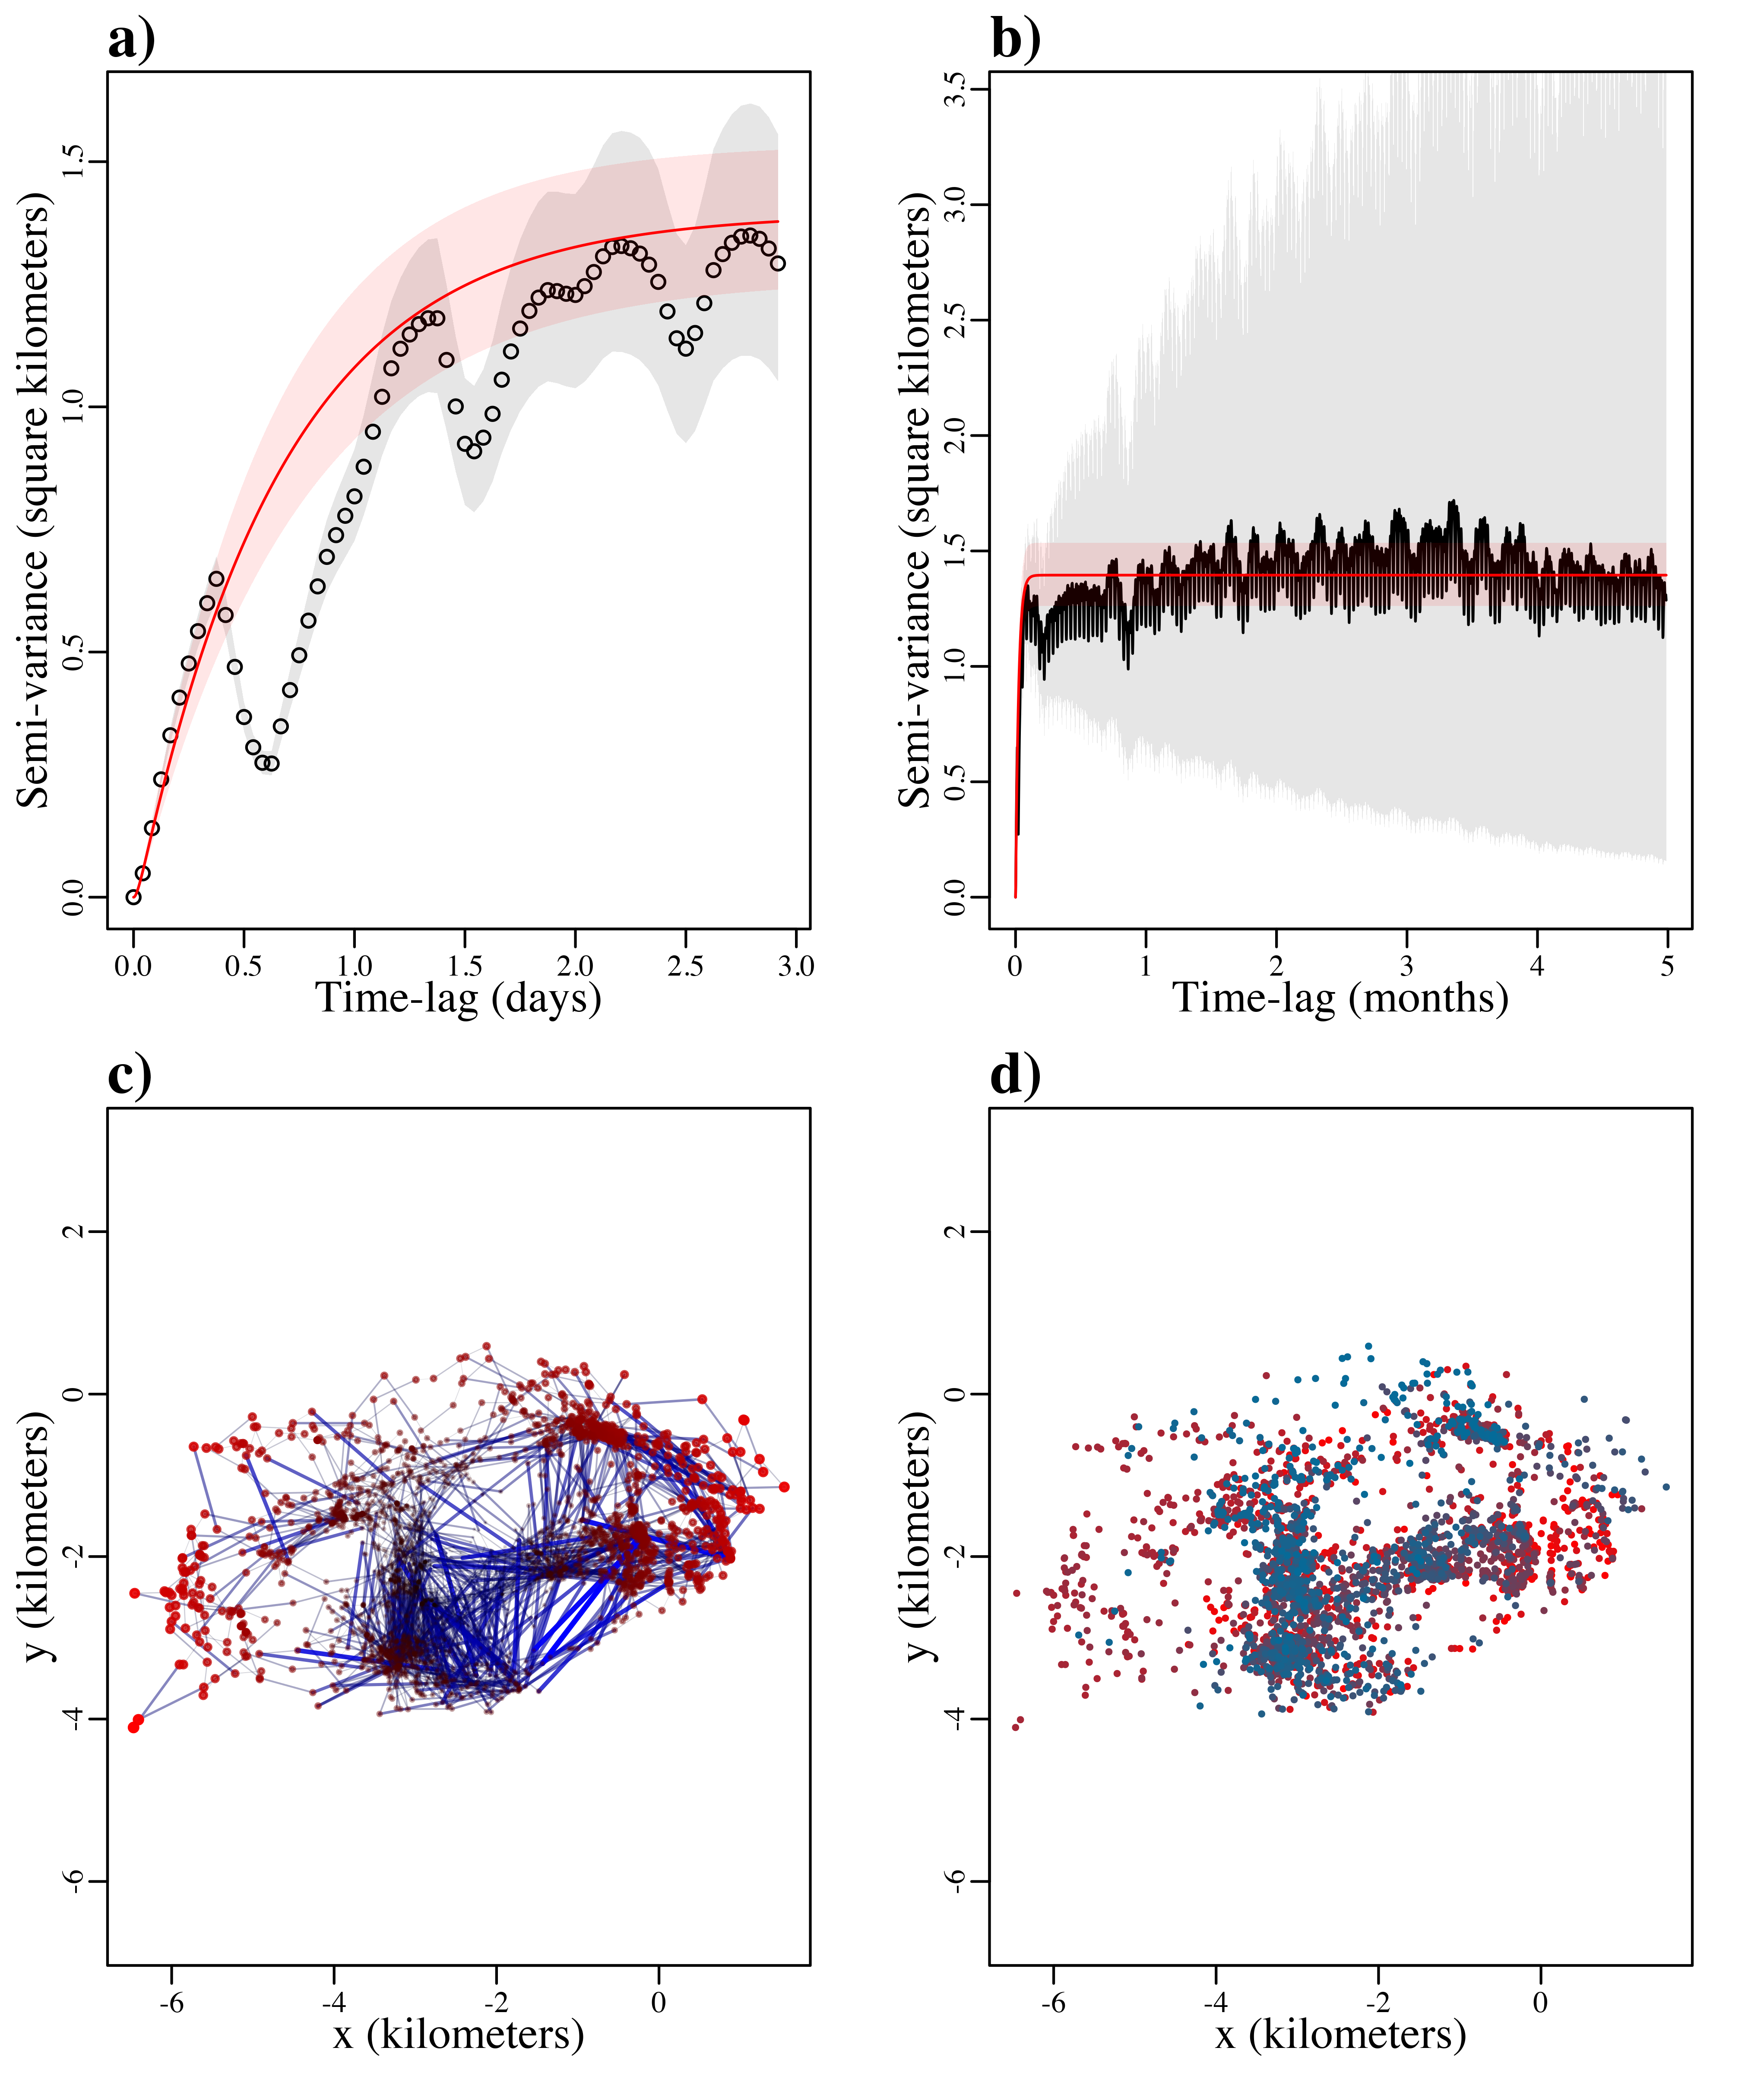 a)
Semi-variance (square kilometers)
1.5
1.0
0.5
0.0
0.0 0.5 1.0 1.5 2.0 2.5 3.0
Time-lag (days)
b)
Semi-variance (square kilometers)
3.5
3.0
2.5
2.0
1.5
1.0
0.5
0.0
0 1 2 3 4 5
Time-lag (months)
c)
y (kilometers)
2
0
-2
-4
-6
-6 -4 -2 0
x (kilometers)
d)
y (kilometers)
2
0
-2
-4
-6
-6 -4 -2 0
x (kilometers)